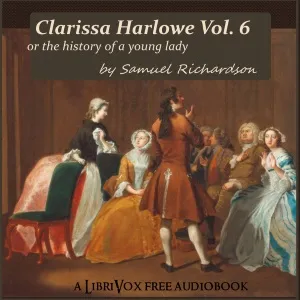 Clarissa Harlowe Vol. 6
or the history of a young lady
by Samuel Richardson
A LIBRIVOX FREE AUDIOBOOK